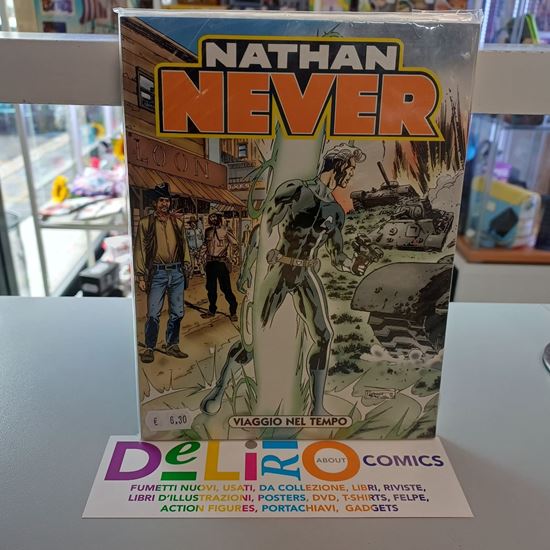 NATHAN
NEVER
LOON
VIAGGIO NEL TEMPO
€ 6,30
DeLiRIO ABOUT COMICS
FUMETTI NUOVI, USATI, DA COLLEZIONE, LIBRI, RIVISTE,
LIBRI D'ILLUSTRAZIONI, POSTERS, DVD, T-SHIRTS, FELPE,
ACTION FIGURES, PORTACHIAVI, GADGETS